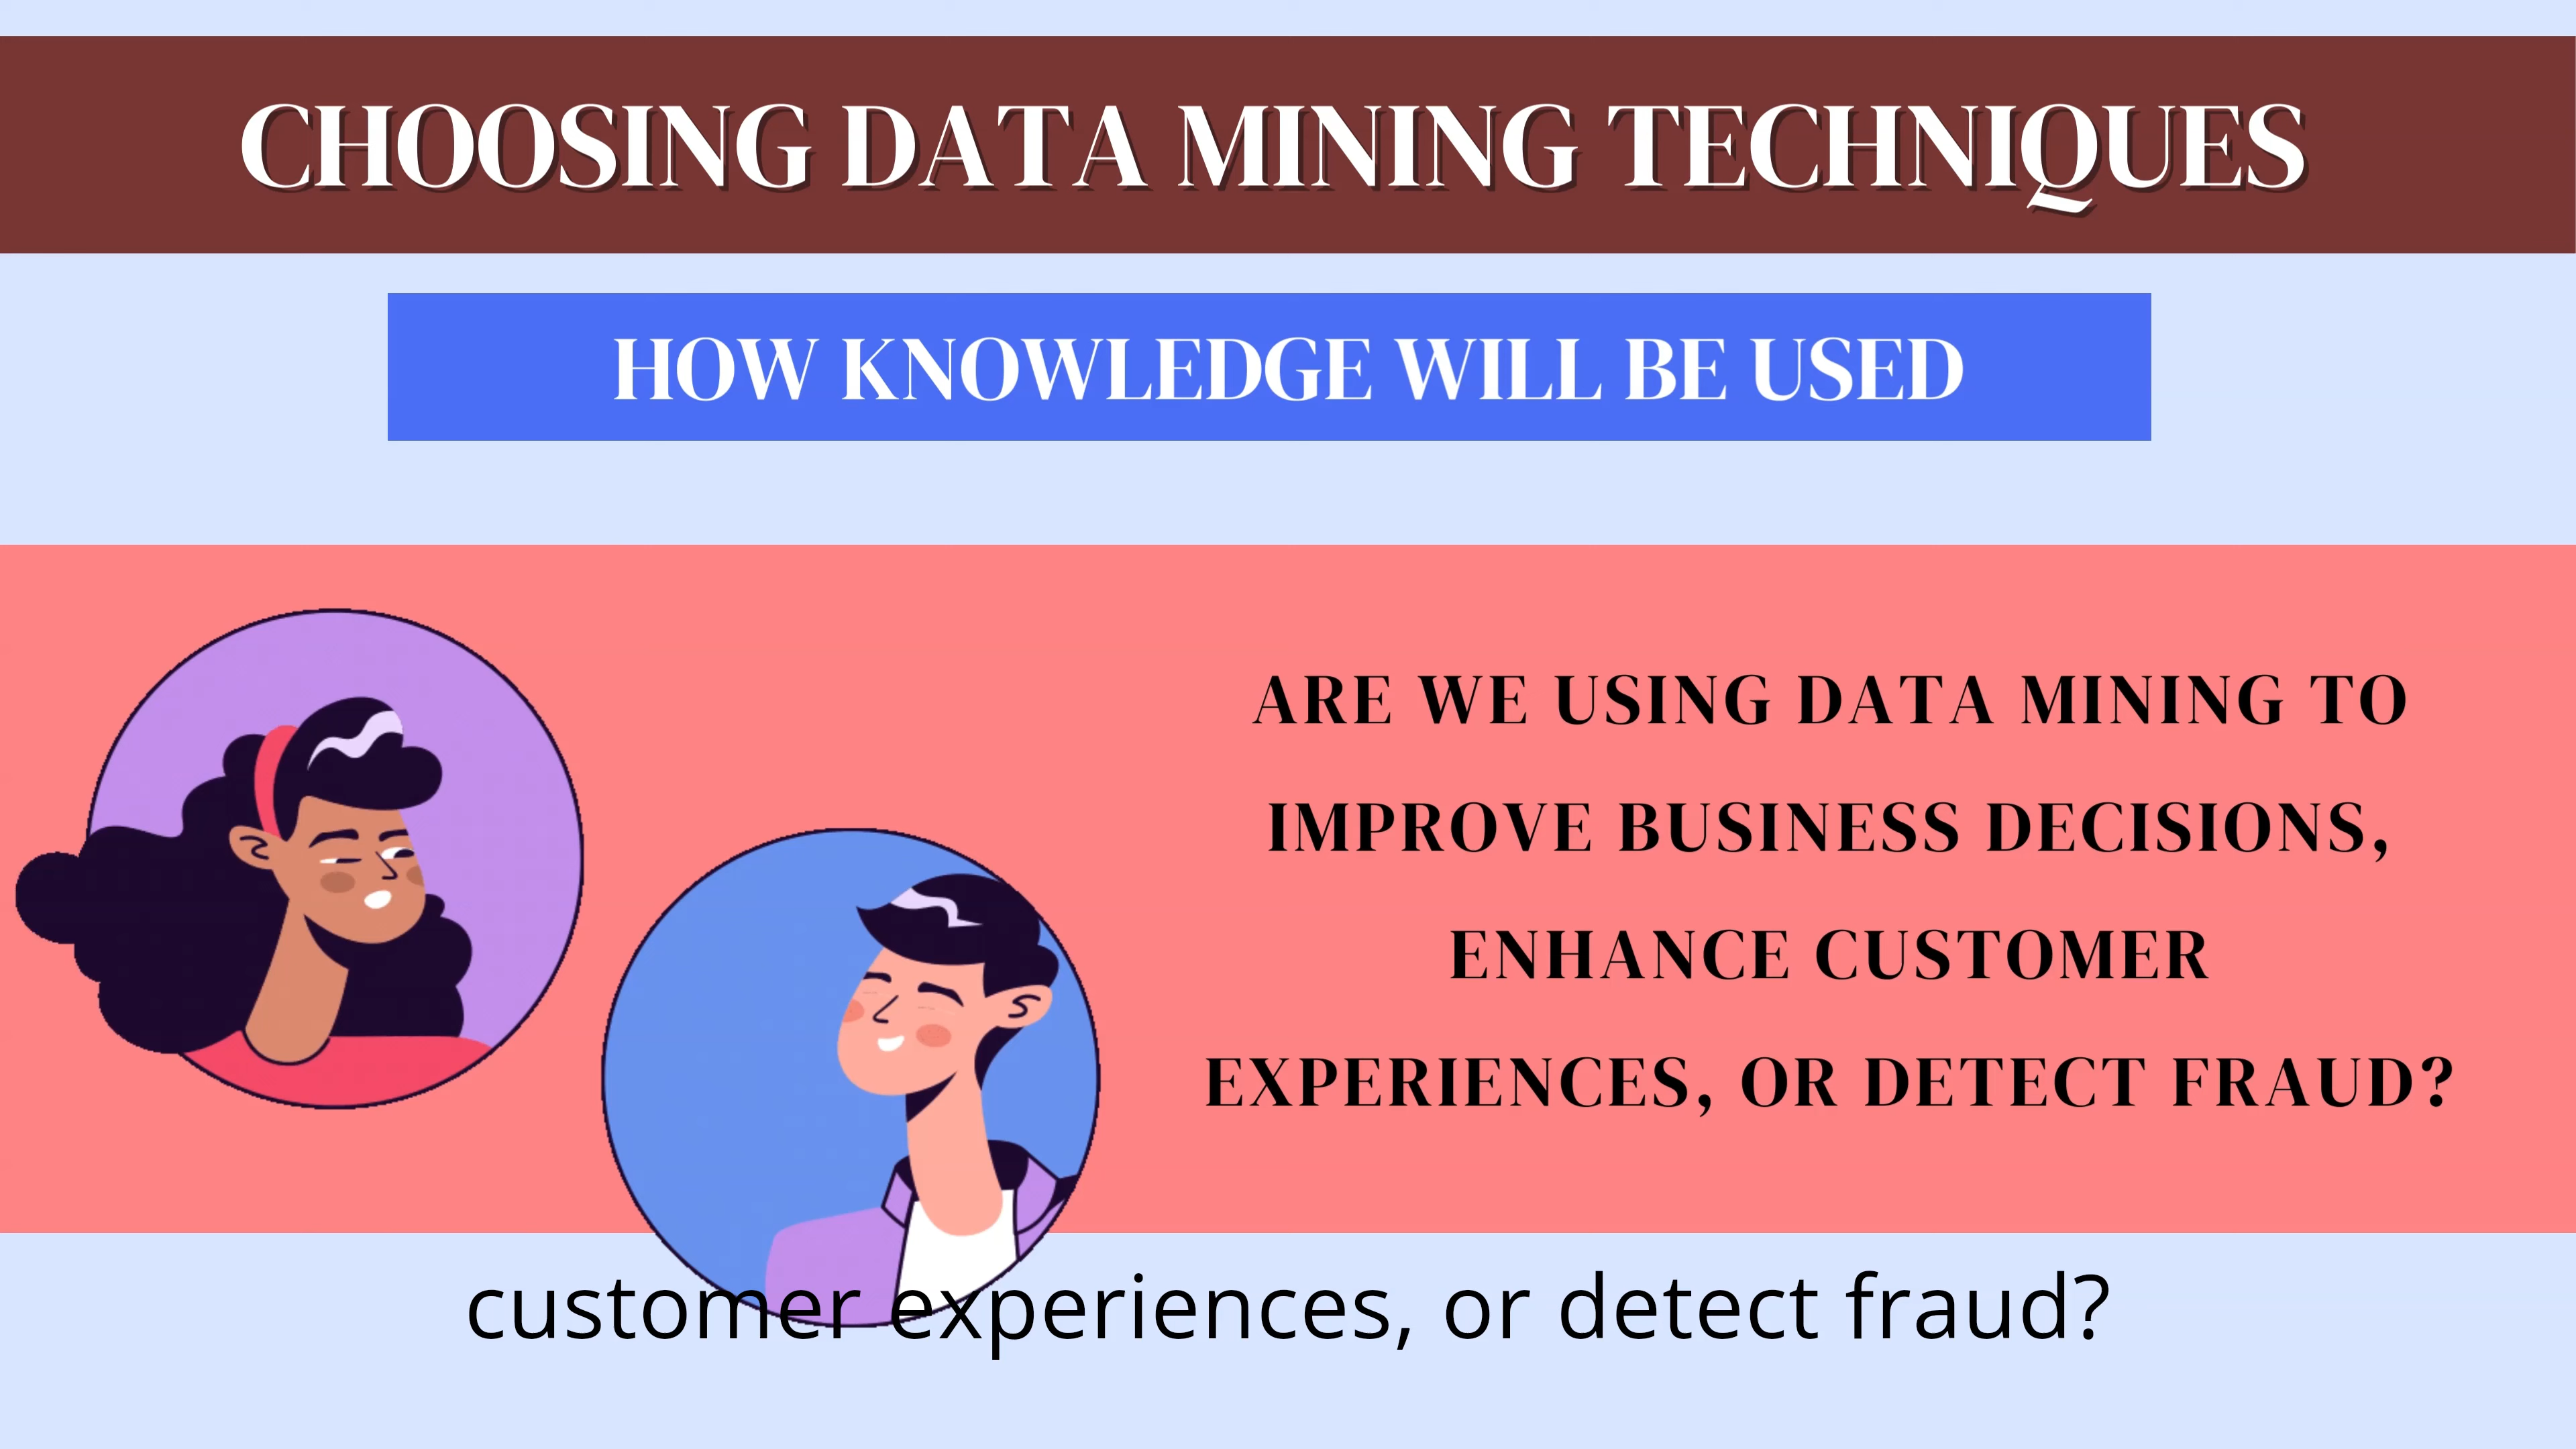 CHOOSING DATA MINING TECHNIQUES
HOW KNOWLEDGE WILL BE USED
ARE WE USING DATA MINING TO
IMPROVE BUSINESS DECISIONS,
ENHANCE CUSTOMER
EXPERIENCES, OR DETECT FRAUD?
customer experiences, or detect fraud?